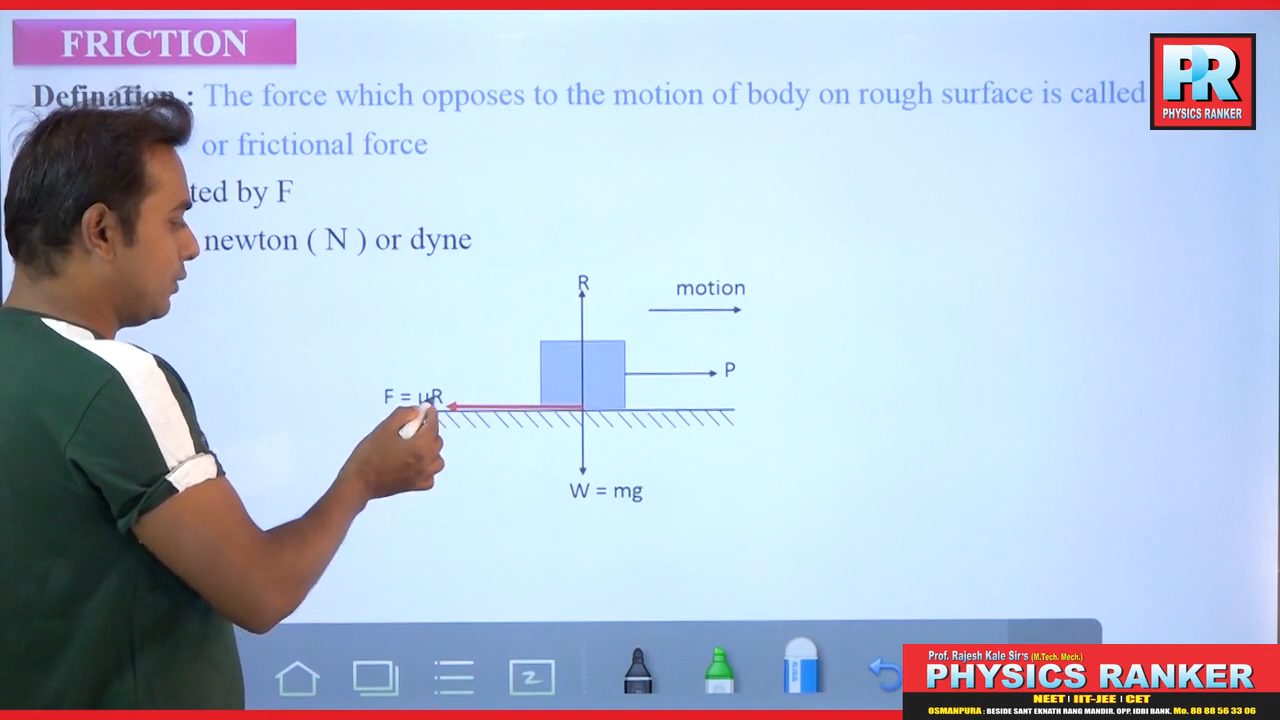 FRICTION
Defination : The force which opposes to the motion of body on rough surface is called
or frictional force
ted by F
newton ( N ) or dyne
R
motion
P
F = μR
W = mg
PR
PHYSICS RANKER
Prof. Rajesh Kale Sir's (M.Tech. Mech.)
PHYSICS RANKER
NEET | IIT-JEE | CET
OSMANPURA : BESIDE SANT EKNATH RANG MANDIR, OPP. IDBI BANK. Mo. 88 88 56 33 06